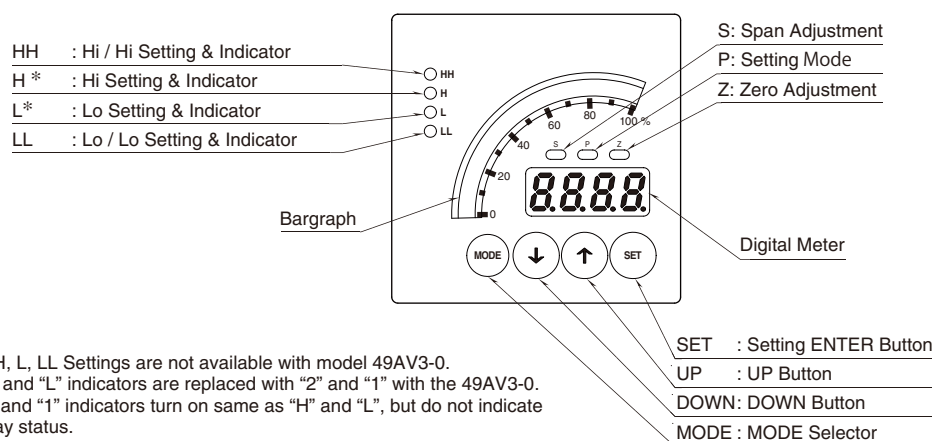 HH : Hi / Hi Setting & Indicator
H * : Hi Setting & Indicator
L* : Lo Setting & Indicator
LL : Lo / Lo Setting & Indicator
Bargraph
HH
H
L
LL
0
20
40
60
80
100 %
S P Z
8.8.8.8.
MODE ↓ ↑ SET
S: Span Adjustment
P: Setting Mode
Z: Zero Adjustment
Digital Meter
SET : Setting ENTER Button
UP : UP Button
DOWN: DOWN Button
MODE : MODE Selector
H, L, LL Settings are not available with model 49AV3-0.
and “L” indicators are replaced with “2” and “1” with the 49AV3-0.
and “1” indicators turn on same as “H” and “L”, but do not indicate
status.